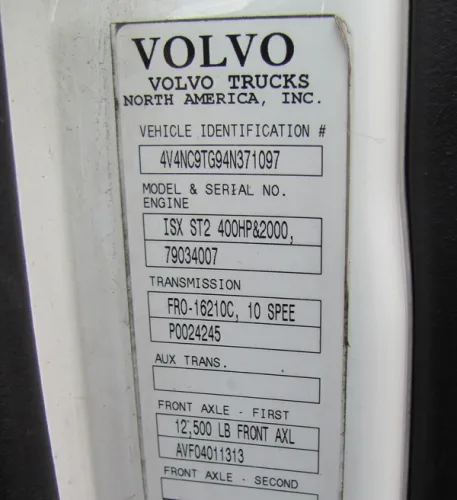 VOLVO
VOLVO TRUCKS
NORTH AMERICA, INC.
VEHICLE IDENTIFICATION #
4V4NC9TG94N371097
MODEL & SERIAL NO.
ENGINE
ISX ST2 400HP&2000,
79034007
TRANSMISSION
FRO-16210C, 10 SPEE
P0024245
AUX TRANS.
FRONT AXLE - FIRST
12,500 LB FRONT AXL
AVF04011313
FRONT AXLE - SECOND